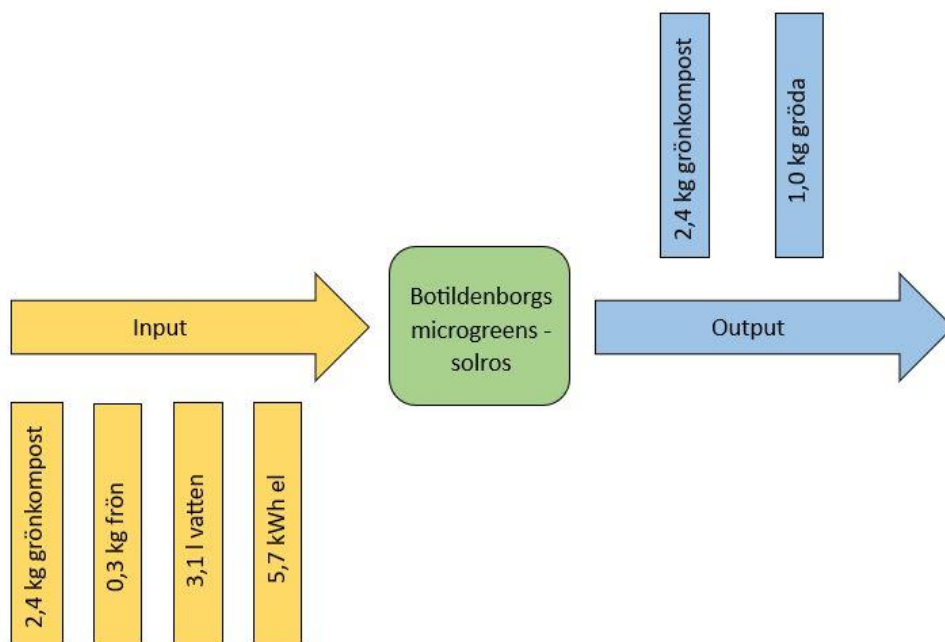 2,4 kg grönkompost
1,0 kg gröda
Input
Botildenborgs
microgreens -
solros
Output
2,4 kg grönkompost
0,3 kg frön
3,1 l vatten
5,7 kWh el